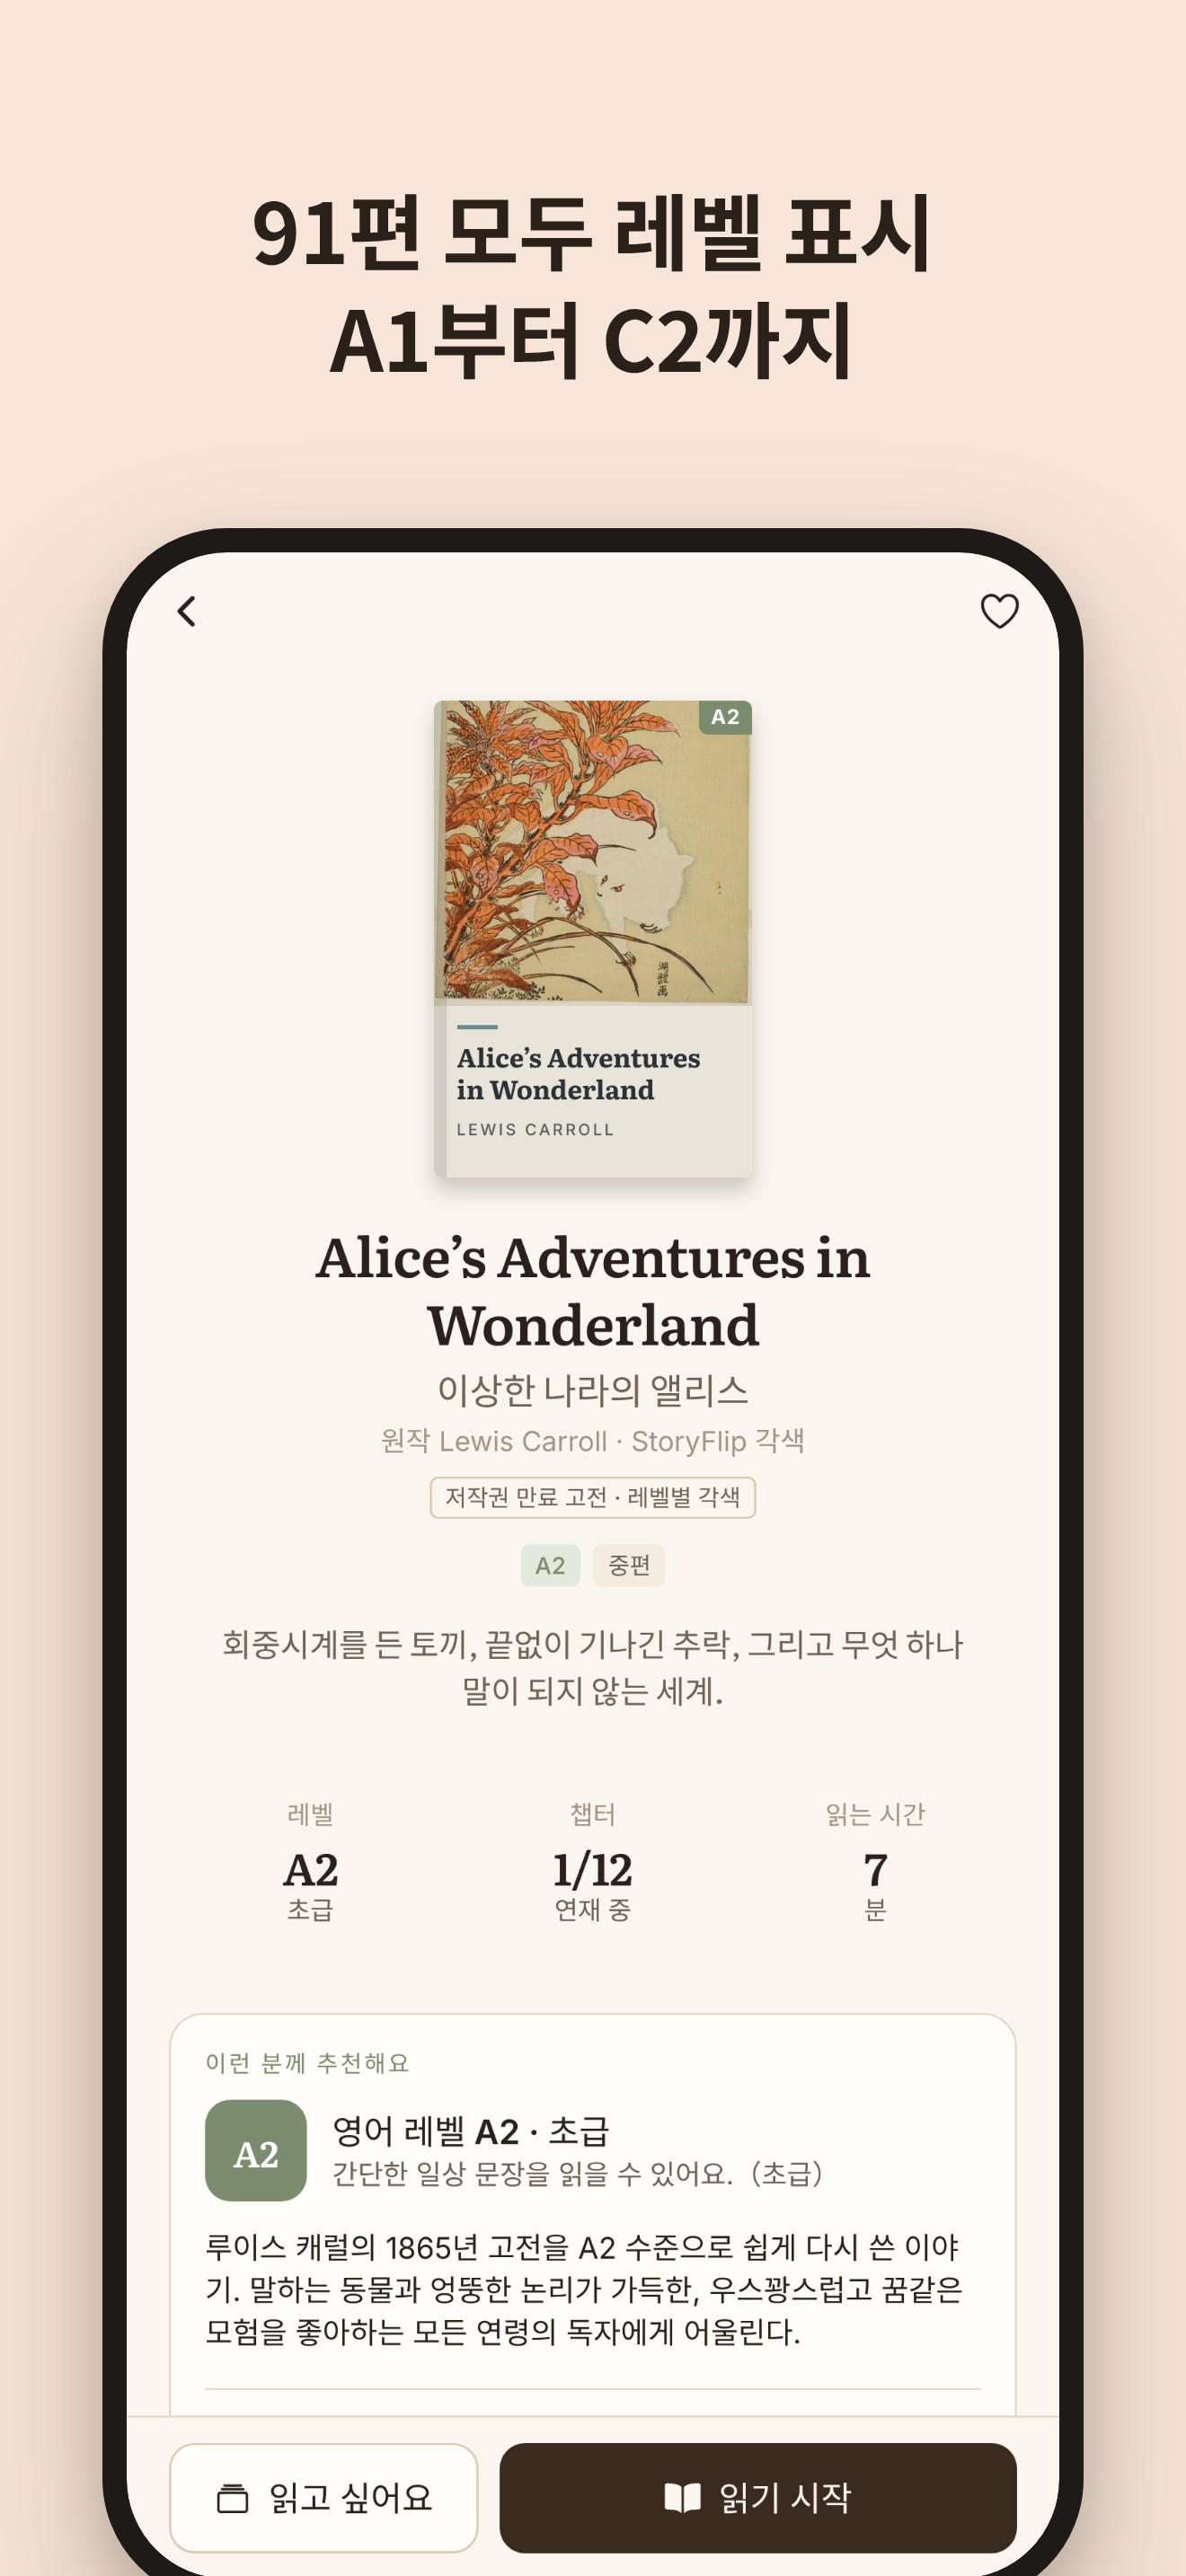 91편 모두 레벨 표시
A1부터 C2까지
A2
Alice’s Adventures
in Wonderland
LEWIS CARROLL
Alice’s Adventures in
Wonderland
이상한 나라의 앨리스
원작 Lewis Carroll · StoryFlip 각색
저작권 만료 고전 · 레벨별 각색
A2 중편
회중시계를 든 토끼, 끝없이 기나긴 추락, 그리고 무엇 하나
말이 되지 않는 세계.
레벨 챕터 읽는 시간
A2 1/12 7
초급 연재 중 분
이런 분께 추천해요
A2
영어 레벨 A2 · 초급
간단한 일상 문장을 읽을 수 있어요.（초급）
루이스 캐럴의 1865년 고전을 A2 수준으로 쉽게 다시 쓴 이야
기. 말하는 동물과 엉뚱한 논리가 가득한, 우스꽝스럽고 꿈같은
모험을 좋아하는 모든 연령의 독자에게 어울린다.
읽고 싶어요 읽기 시작